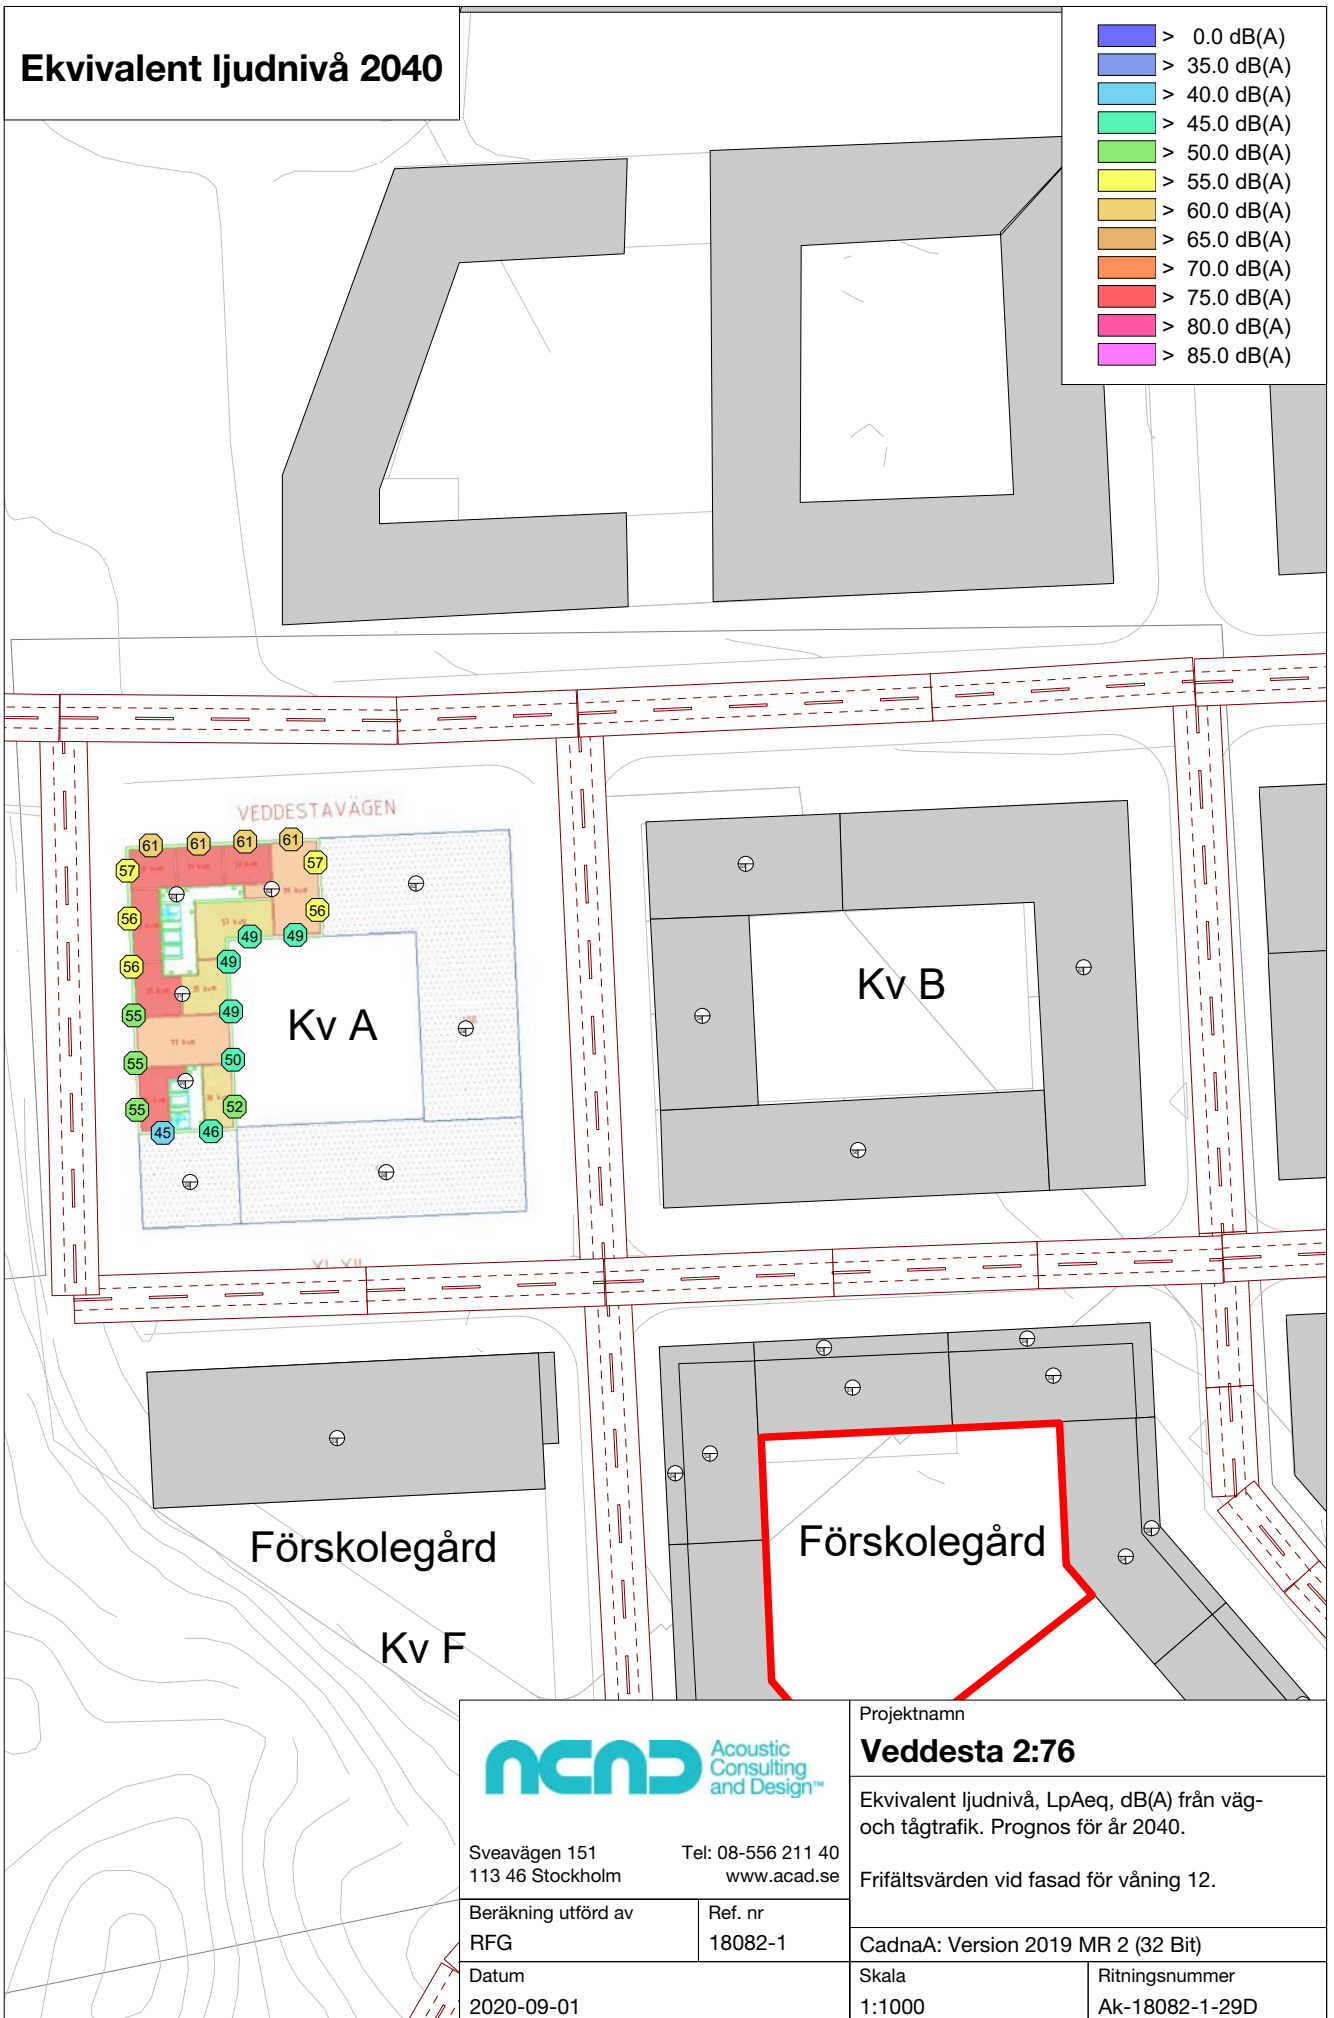 Ekvivalent ljudnivå 2040
> 0.0 dB(A)
> 35.0 dB(A)
> 40.0 dB(A)
> 45.0 dB(A)
> 50.0 dB(A)
> 55.0 dB(A)
> 60.0 dB(A)
> 65.0 dB(A)
> 70.0 dB(A)
> 75.0 dB(A)
> 80.0 dB(A)
> 85.0 dB(A)
VEDDESTAVÄGEN
61 61 61 61
57 57
56 56
49 49
56 49
55 49
55 50
55 52
45 46
77 kvm
Kv A
Kv B
XI-XII
Förskolegård
Förskolegård
Kv F
ACAD
Acoustic
Consulting
and Design™
Sveavägen 151
113 46 Stockholm
Tel: 08-556 211 40
www.acad.se
Beräkning utförd av
RFG
Ref. nr
18082-1
Datum
2020-09-01
Projektnamn
Veddesta 2:76
Ekvivalent ljudnivå, LpAeq, dB(A) från väg-
och tågtrafik. Prognos för år 2040.
Frifältsvärden vid fasad för våning 12.
CadnaA: Version 2019 MR 2 (32 Bit)
Skala
1:1000
Ritningsnummer
Ak-18082-1-29D